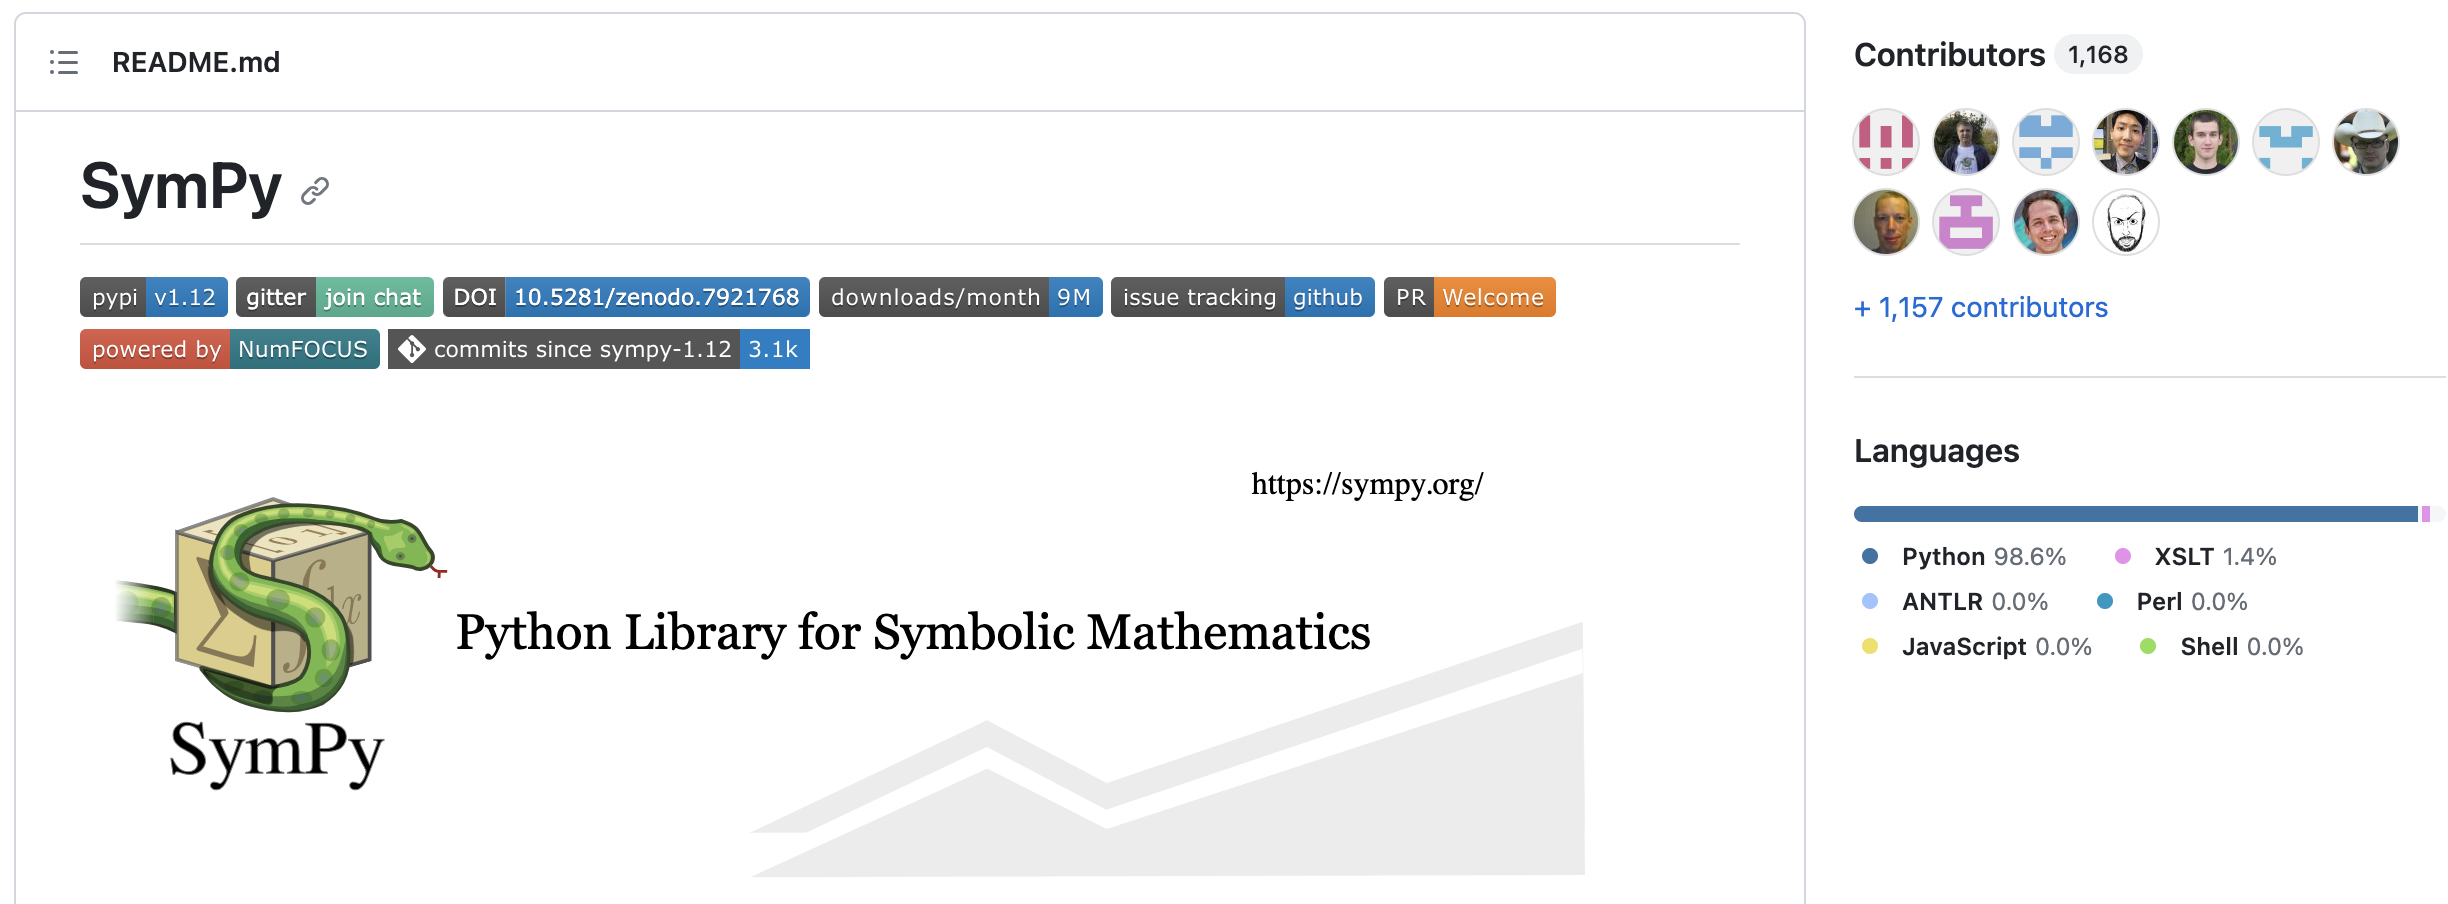 README.md
SymPy
pypi v1.12 gitter join chat DOI 10.5281/zenodo.7921768 downloads/month 9M issue tracking github PR Welcome
powered by NumFOCUS commits since sympy-1.12 3.1k
https://sympy.org/
Python Library for Symbolic Mathematics
SymPy
Contributors 1,168
+ 1,157 contributors
Languages
Python 98.6% XSLT 1.4%
ANTLR 0.0% Perl 0.0%
JavaScript 0.0% Shell 0.0%